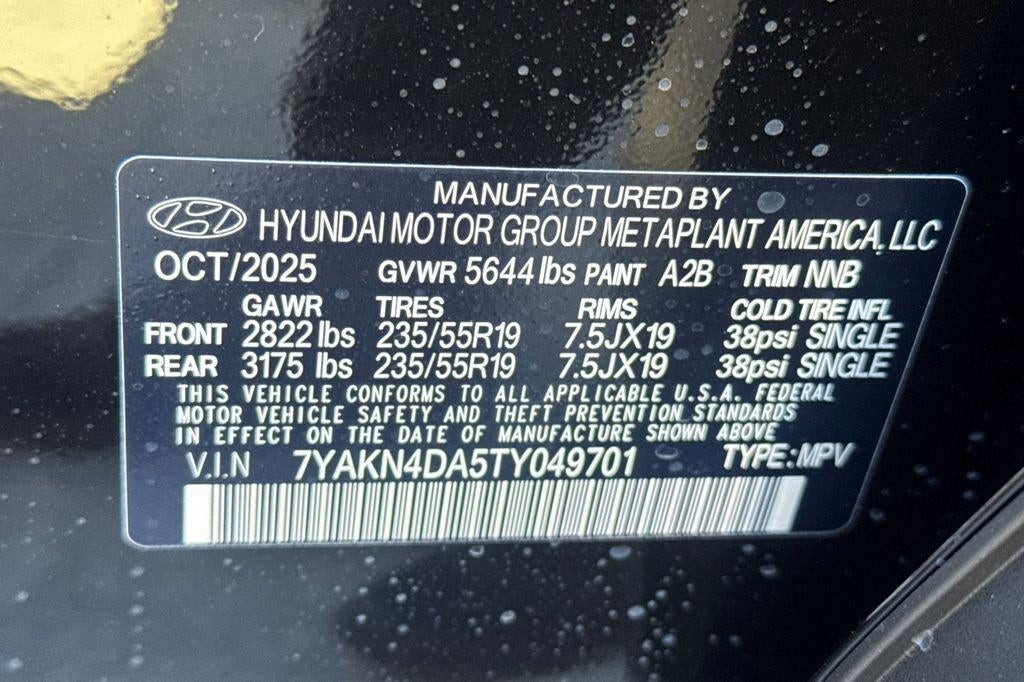 MANUFACTURED BY
HYUNDAI MOTOR GROUP METAPLANT AMERICA, LLC
OCT/2025 GVWR 5644 lbs PAINT A2B TRIM NNB
GAWR TIRES RIMS COLD TIRE INFL
FRONT 2822 lbs 235/55R19 7.5JX19 38psi SINGLE
REAR 3175 lbs 235/55R19 7.5JX19 38psi SINGLE
THIS VEHICLE CONFORMS TO ALL APPLICABLE U.S.A. FEDERAL
MOTOR VEHICLE SAFETY AND THEFT PREVENTION STANDARDS
IN EFFECT ON THE DATE OF MANUFACTURE SHOWN ABOVE
V.I.N 7YAKN4DA5TY049701 TYPE:MPV